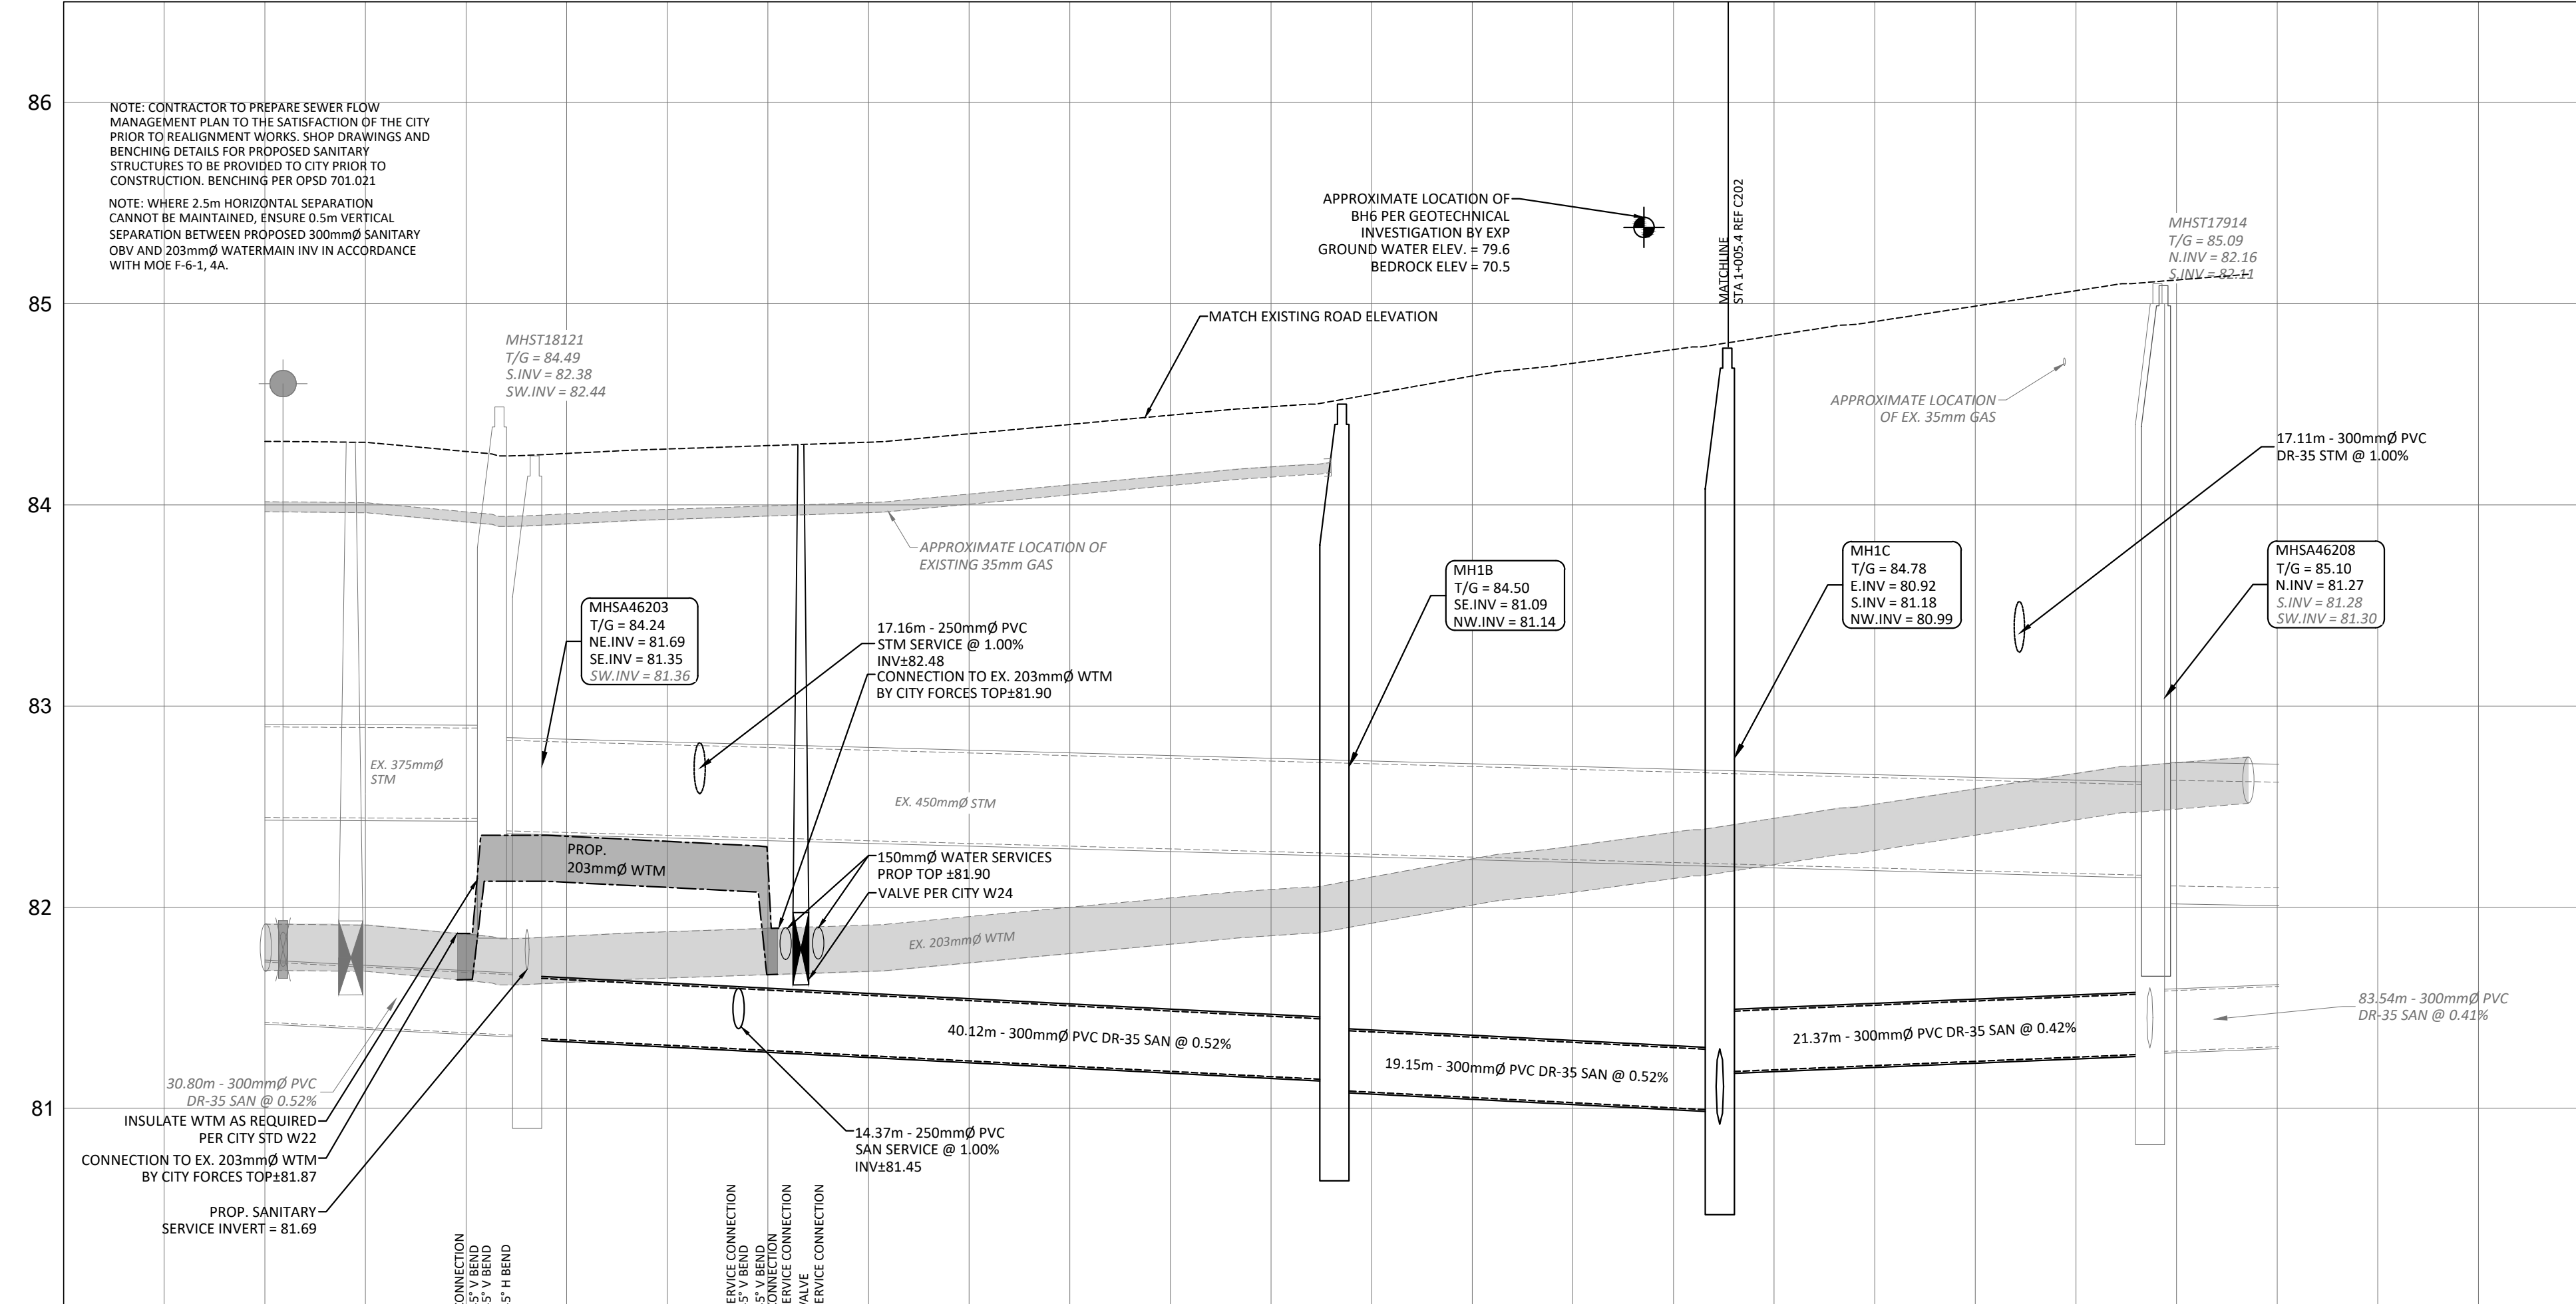 86
85
84
83
82
81
NOTE: CONTRACTOR TO PREPARE SEWER FLOW
MANAGEMENT PLAN TO THE SATISFACTION OF THE CITY
PRIOR TO REALIGNMENT WORKS. SHOP DRAWINGS AND
BENCHING DETAILS FOR PROPOSED SANITARY
STRUCTURES TO BE PROVIDED TO CITY PRIOR TO
CONSTRUCTION. BENCHING PER OPSD 701.021
NOTE: WHERE 2.5m HORIZONTAL SEPARATION
CANNOT BE MAINTAINED, ENSURE 0.5m VERTICAL
SEPARATION BETWEEN PROPOSED 300mmØ SANITARY
OBV AND 203mmØ WATERMAIN INV IN ACCORDANCE
WITH MOE F-6-1, 4A.
APPROXIMATE LOCATION OF
BH6 PER GEOTECHNICAL
INVESTIGATION BY EXP
GROUND WATER ELEV. = 79.6
BEDROCK ELEV = 70.5
MATCHLINE
STA 1+005.4 REF C202
MHST17914
T/G = 85.09
N.INV = 82.16
S.INV = 82.11
MATCH EXISTING ROAD ELEVATION
MHST18121
T/G = 84.49
S.INV = 82.38
SW.INV = 82.44
APPROXIMATE LOCATION
OF EX. 35mm GAS
17.11m - 300mmØ PVC
DR-35 STM @ 1.00%
APPROXIMATE LOCATION OF
EXISTING 35mm GAS
MHSA46203
T/G = 84.24
NE.INV = 81.69
SE.INV = 81.35
SW.INV = 81.36
17.16m - 250mmØ PVC
STM SERVICE @ 1.00%
INV±82.48
CONNECTION TO EX. 203mmØ WTM
BY CITY FORCES TOP±81.90
MH1B
T/G = 84.50
SE.INV = 81.09
NW.INV = 81.14
MH1C
T/G = 84.78
E.INV = 80.92
S.INV = 81.18
NW.INV = 80.99
MHSA46208
T/G = 85.10
N.INV = 81.27
S.INV = 81.28
SW.INV = 81.30
EX. 375mmØ
STM
EX. 450mmØ STM
PROP.
203mmØ WTM
150mmØ WATER SERVICES
PROP TOP ±81.90
VALVE PER CITY W24
EX. 203mmØ WTM
40.12m - 300mmØ PVC DR-35 SAN @ 0.52%
19.15m - 300mmØ PVC DR-35 SAN @ 0.52%
21.37m - 300mmØ PVC DR-35 SAN @ 0.42%
83.54m - 300mmØ PVC
DR-35 SAN @ 0.41%
30.80m - 300mmØ PVC
DR-35 SAN @ 0.52%
INSULATE WTM AS REQUIRED
PER CITY STD W22
CONNECTION TO EX. 203mmØ WTM
BY CITY FORCES TOP±81.87
PROP. SANITARY
SERVICE INVERT = 81.69
14.37m - 250mmØ PVC
SAN SERVICE @ 1.00%
INV±81.45
V BEND
V BEND
H BEND
V BEND
V BEND
CONNECTION
CONNECTION
CONNECTION